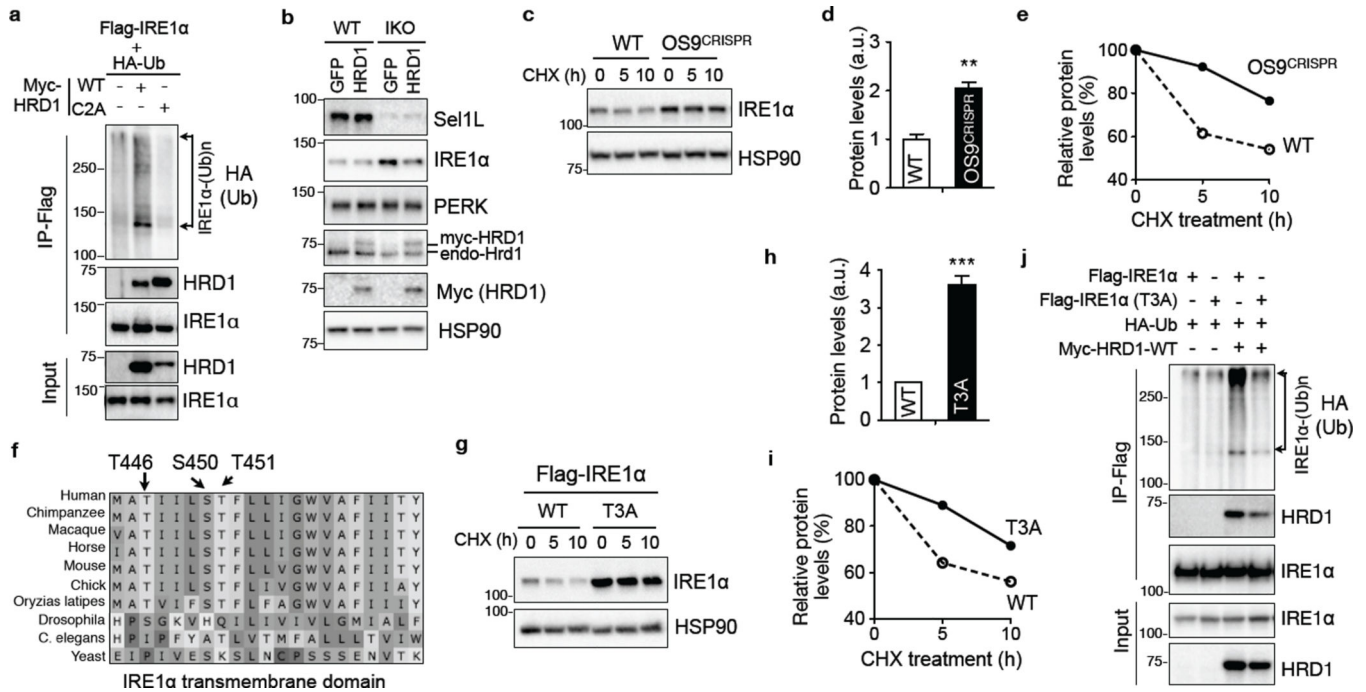 a
Flag-IRE1α
+
HA-Ub
Myc- WT - + -
HRD1 C2A - - +
IP-Flag
250-
150-
100-
IRE1α-(Ub)n
HA
(Ub)
75- HRD1
150- IRE1α
Input
75- HRD1
150- IRE1α
b
WT IKO
GFP HRD1 GFP HRD1
100- Sel1L
150- IRE1α
150- PERK
75- myc-HRD1
endo-Hrd1
75- Myc (HRD1)
75- HSP90
c
WT OS9CRISPR
CHX (h) 0 5 10 0 5 10
100- IRE1α
75- HSP90
d
Protein levels (a.u.)
3
2
1
0
**
WT
OS9CRISPR
e
Relative protein
levels (%)
100
80
60
40
OS9CRISPR
WT
0 5 10
CHX treatment (h)
f
T446 S450 T451
Human M A T I I L S T F L L I G W V A F I I T Y
Chimpanzee M A T I I L S T F L L I G W V A F I I T Y
Macaque V A T I I L S T F L L I G W V A F I I T Y
Horse I A T I I L S T F L L I G W V A F I I T Y
Mouse M A T I I L S T F L L V G W V A F I I T Y
Chick M A T I I L S T F L L V G W V A F I I A Y
Oryzias latipes M A T V I F S T F L F A G W V A F I I I Y
Drosophila H P S G K V H Q I L I V I V L G M I A L F
C. elegans H P I P F Y A T L V T M F A L L L T V I W
Yeast E I P I V E S K S L N C P S S S E N V T K
IRE1α transmembrane domain
g
Flag-IRE1α
WT T3A
CHX (h) 0 5 10 0 5 10
100- IRE1α
100- HSP90
h
Protein levels (a.u.)
4
3
2
1
0
***
WT
T3A
i
Relative protein
levels (%)
100
80
60
40
T3A
WT
0 5 10
CHX treatment (h)
j
Flag-IRE1α + - + -
Flag-IRE1α (T3A) - + - +
HA-Ub + + + +
Myc-HRD1-WT - - + +
IP-Flag
250-
150-
100-
IRE1α-(Ub)n
HA
(Ub)
75- HRD1
100- IRE1α
Input
100- IRE1α
75- HRD1